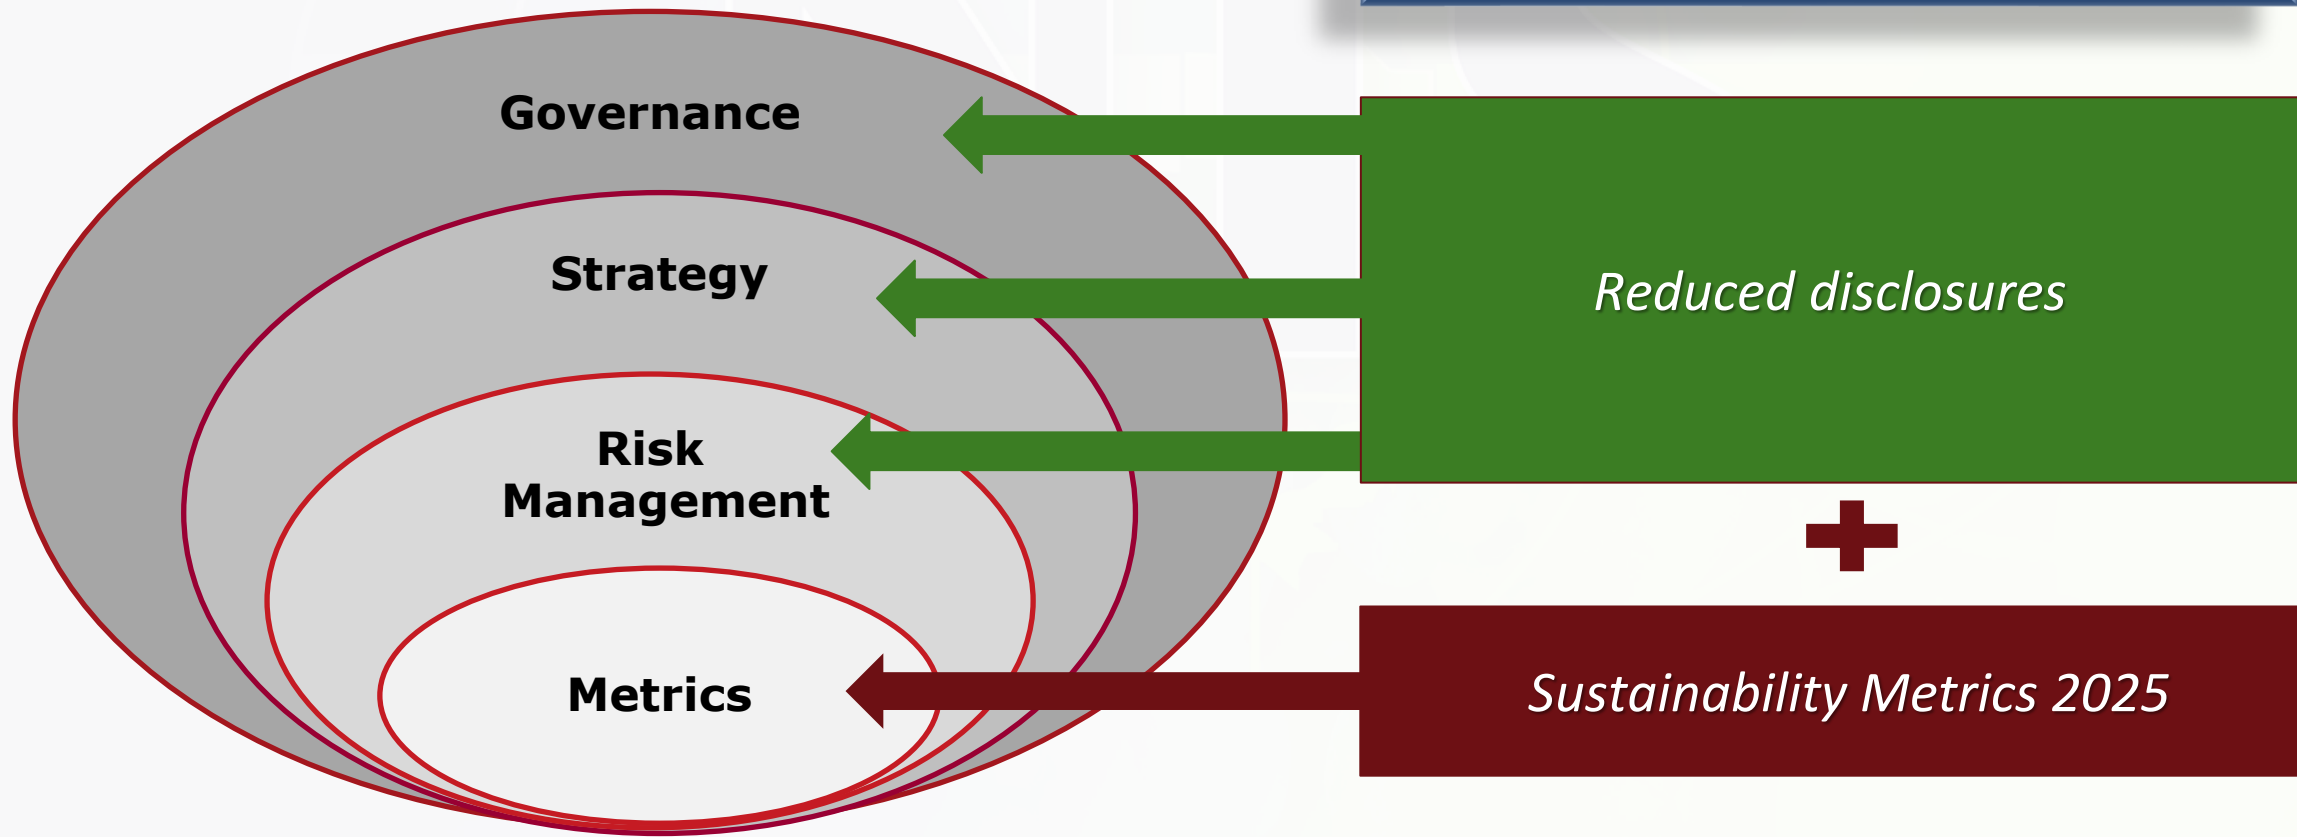 Governance
Strategy
Risk
Management
Metrics
Reduced disclosures
Sustainability Metrics 2025